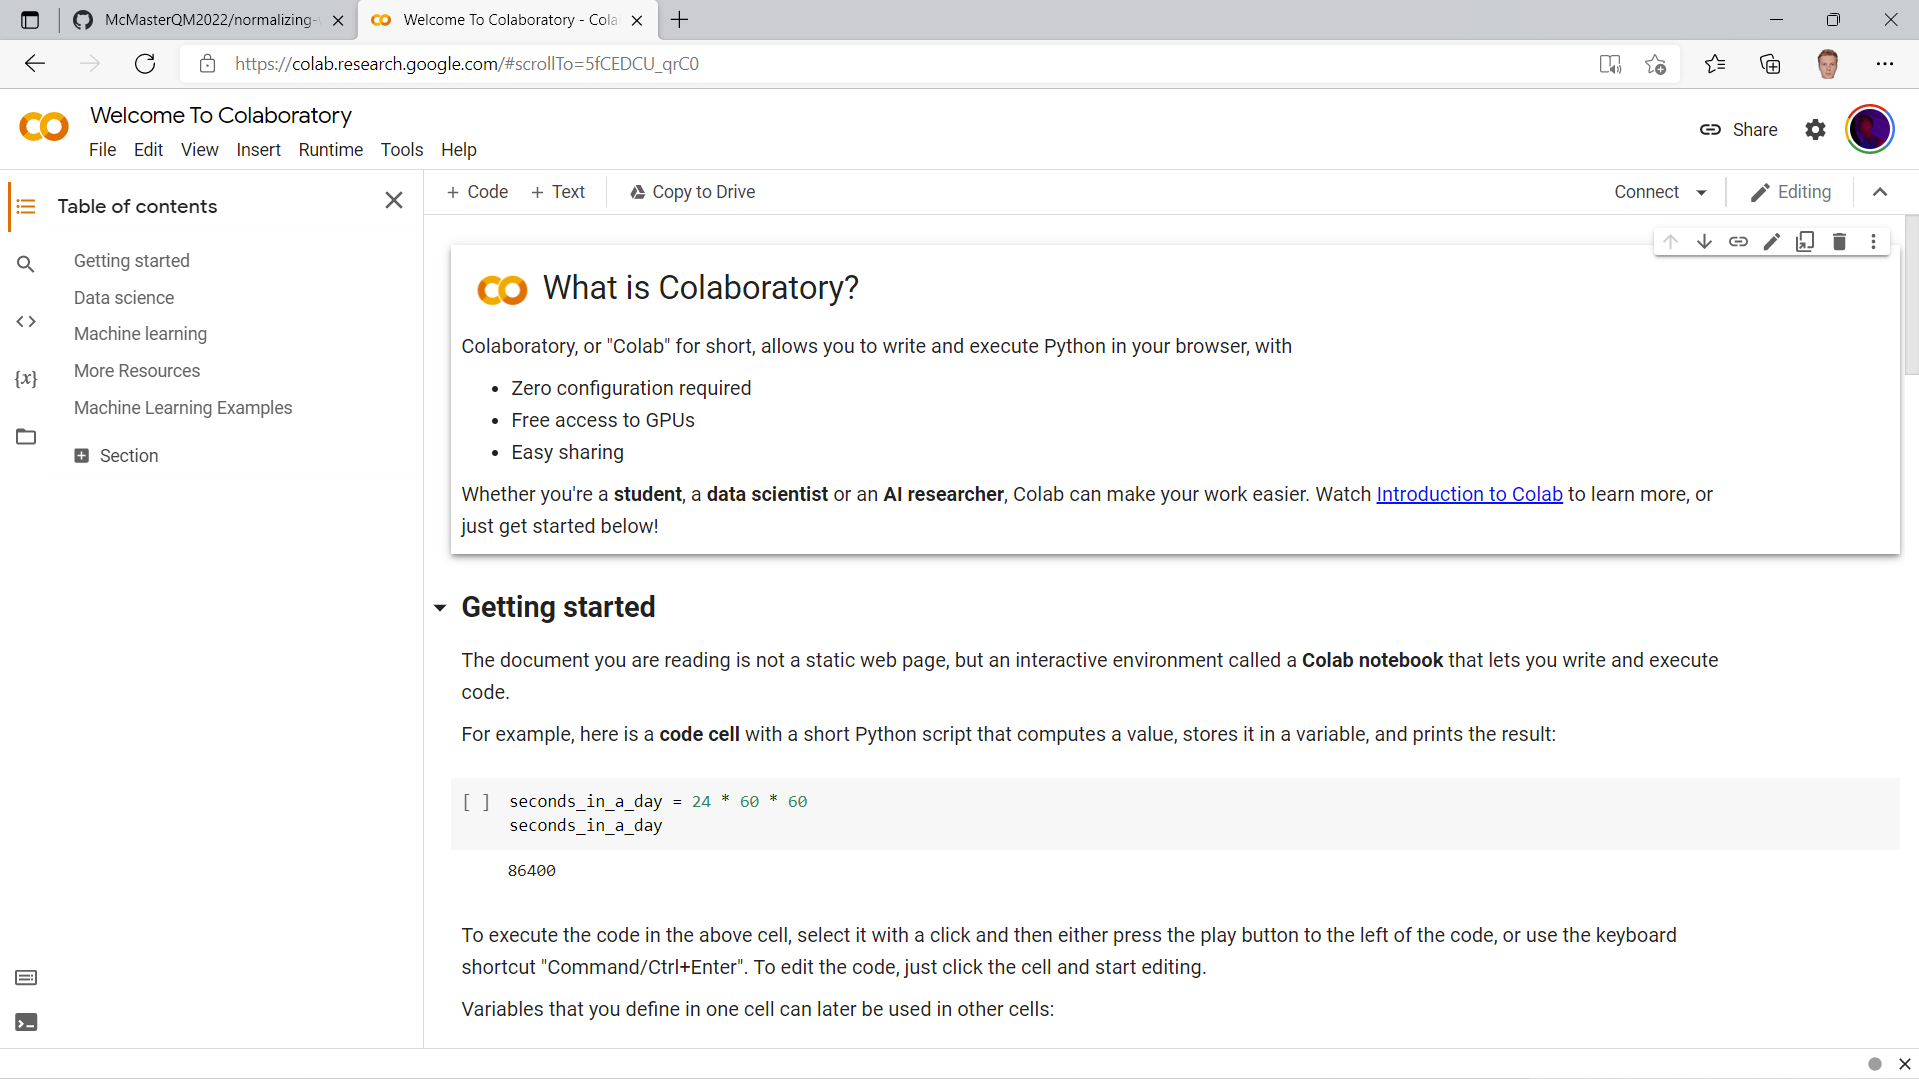 McMasterQM2022/normalizing-
Welcome To Colaboratory - Cola
https://colab.research.google.com/#scrollTo=5fCEDCU_qrC0
Welcome To Colaboratory
File Edit View Insert Runtime Tools Help
Share
Table of contents
Getting started
Data science
Machine learning
More Resources
Machine Learning Examples
Section
+ Code + Text Copy to Drive
Connect Editing
What is Colaboratory?
Colaboratory, or "Colab" for short, allows you to write and execute Python in your browser, with
• Zero configuration required
• Free access to GPUs
• Easy sharing
Whether you're a student, a data scientist or an AI researcher, Colab can make your work easier. Watch Introduction to Colab to learn more, or
just get started below!
Getting started
The document you are reading is not a static web page, but an interactive environment called a Colab notebook that lets you write and execute
code.
For example, here is a code cell with a short Python script that computes a value, stores it in a variable, and prints the result:
[ ] seconds_in_a_day = 24 * 60 * 60
seconds_in_a_day
86400
To execute the code in the above cell, select it with a click and then either press the play button to the left of the code, or use the keyboard
shortcut "Command/Ctrl+Enter". To edit the code, just click the cell and start editing.
Variables that you define in one cell can later be used in other cells: